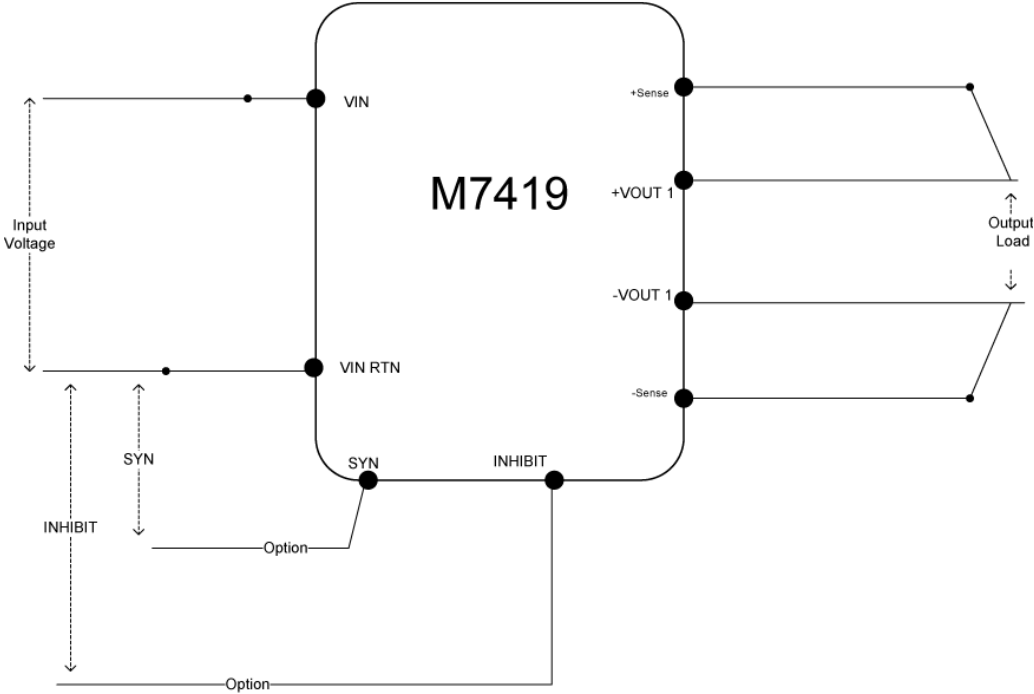 VIN
+Sense
M7419
+VOUT 1
Input
Voltage
Output
Load
-VOUT 1
VIN RTN
-Sense
SYN
SYN
INHIBIT
INHIBIT
Option
Option